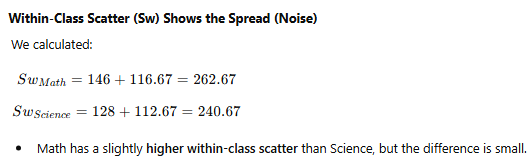 Within-Class Scatter (Sw) Shows the Spread (Noise)
We calculated:
Sw_Math = 146 + 116.67 = 262.67
Sw_Science = 128 + 112.67 = 240.67
• Math has a slightly higher within-class scatter than Science, but the difference is small.